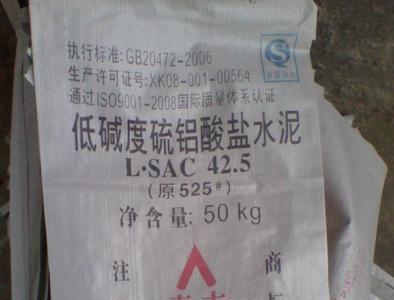 执行标准:GB20472-2006
生产许可证号:XK08-001-00564
通过ISO9001-2008国际质量体系认证
低碱度硫铝酸盐水泥
L·SAC 42.5
(原525#)
净含量:50kg
注 商